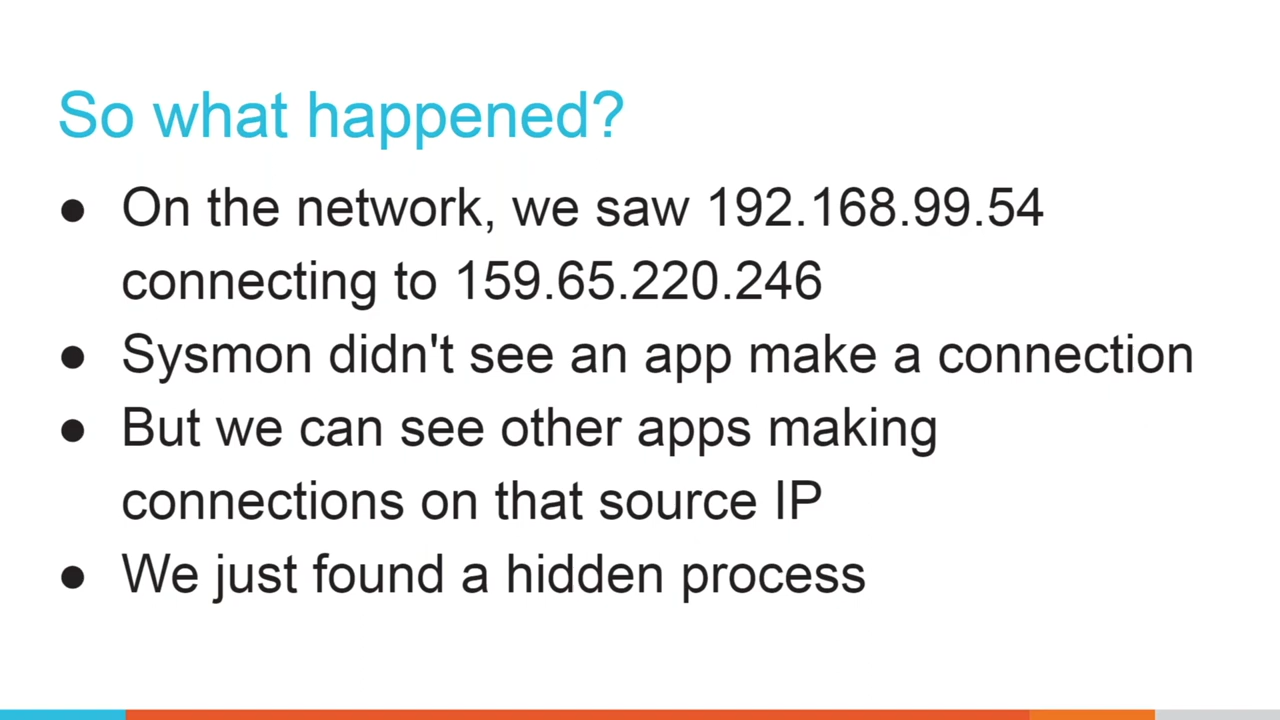 So what happened?
● On the network, we saw 192.168.99.54
connecting to 159.65.220.246
● Sysmon didn't see an app make a connection
● But we can see other apps making
connections on that source IP
● We just found a hidden process